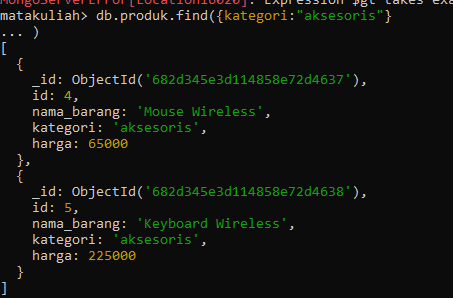 MongoServerError[Location16020]: Expression $gt takes exa
matakuliah> db.produk.find({kategori:"aksesoris"}
... )
[
  {
    _id: ObjectId('682d345e3d114858e72d4637'),
    id: 4,
    nama_barang: 'Mouse Wireless',
    kategori: 'aksesoris',
    harga: 65000
  },
  {
    _id: ObjectId('682d345e3d114858e72d4638'),
    id: 5,
    nama_barang: 'Keyboard Wireless',
    kategori: 'aksesoris',
    harga: 225000
  }
]